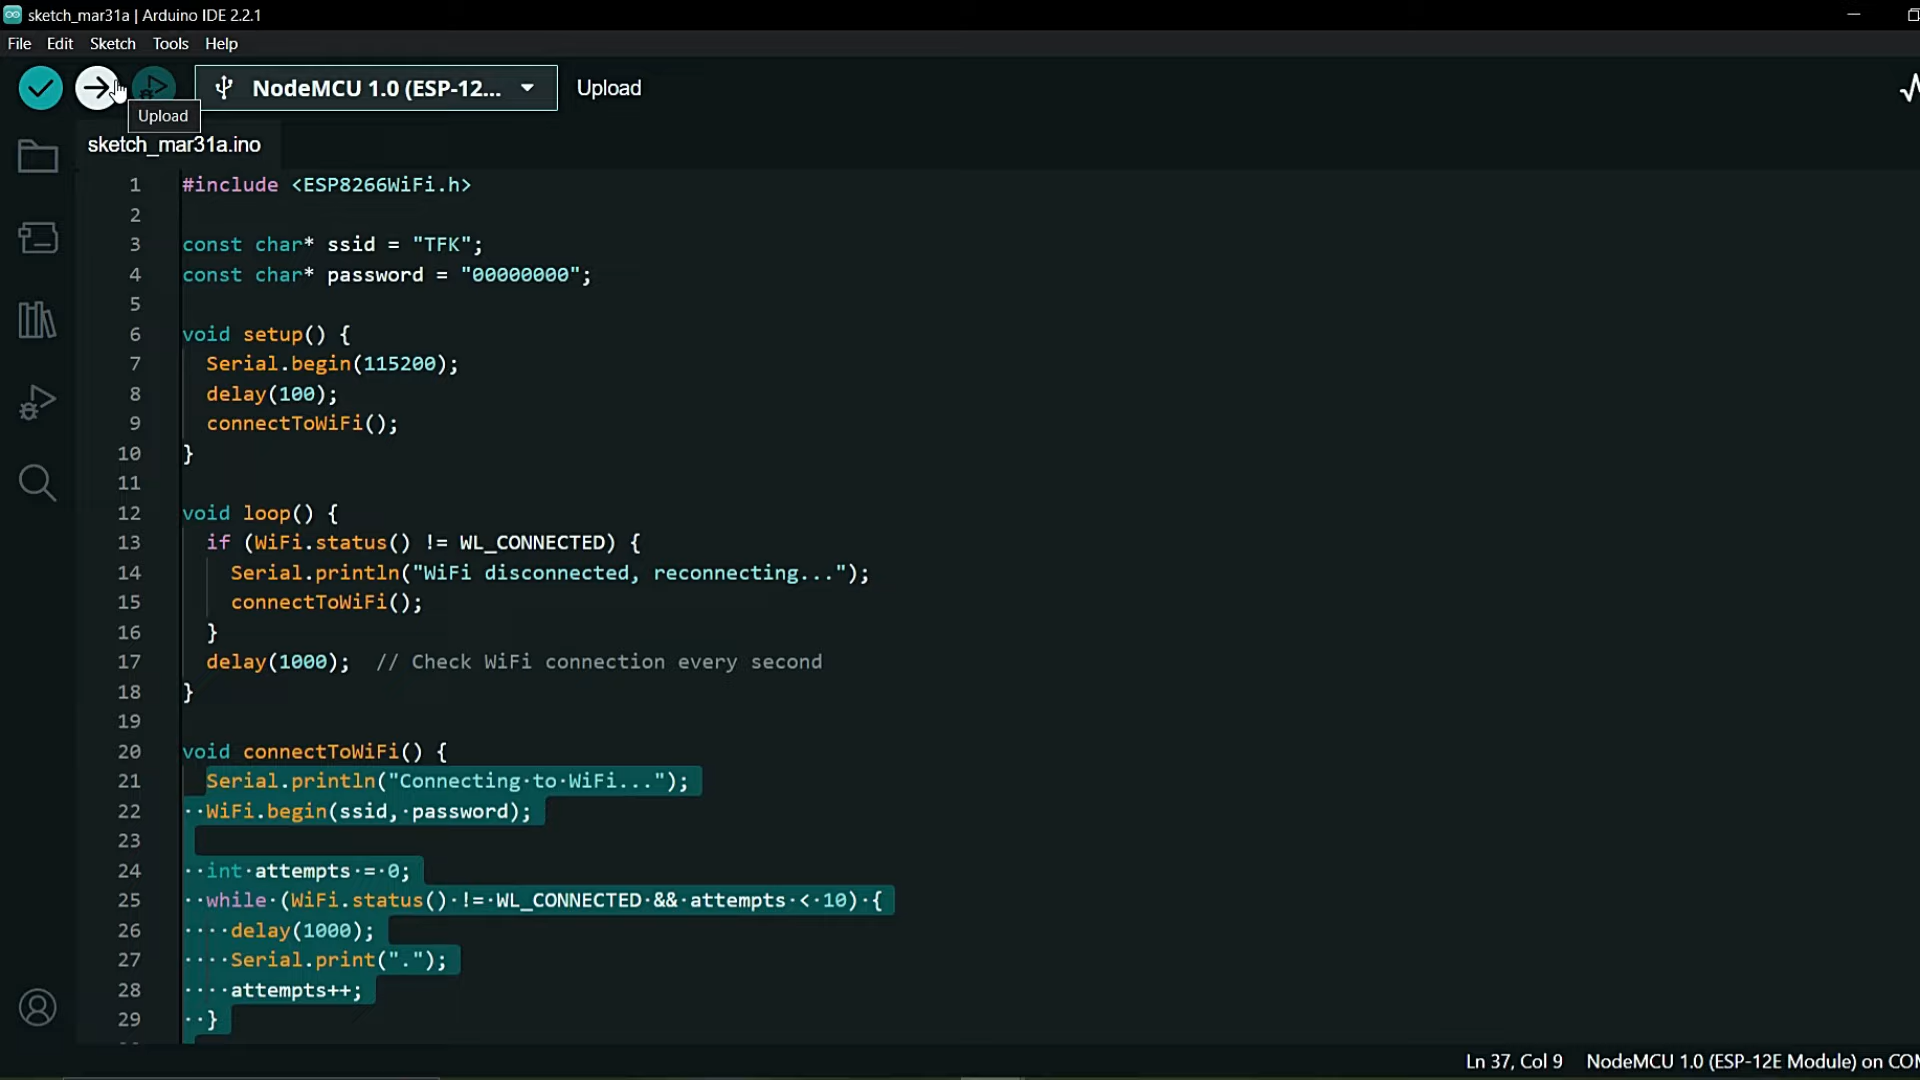 sketch_mar31a | Arduino IDE 2.2.1
File Edit Sketch Tools Help
NodeMCU 1.0 (ESP-12... Upload
Upload
sketch_mar31a.ino
1 #include <ESP8266WiFi.h>
2
3 const char* ssid = "TFK";
4 const char* password = "00000000";
5
6 void setup() {
7 Serial.begin(115200);
8 delay(100);
9 connectToWiFi();
10 }
11
12 void loop() {
13 if (WiFi.status() != WL_CONNECTED) {
14 Serial.println("WiFi disconnected, reconnecting...");
15 connectToWiFi();
16 }
17 delay(1000); // Check WiFi connection every second
18 }
19
20 void connectToWiFi() {
21 Serial.println("Connecting·to·WiFi...");
22 ··WiFi.begin(ssid,·password);
23
24 ··int·attempts·=·0;
25 ··while·(WiFi.status()·!=·WL_CONNECTED·&&·attempts·<·10)·{
26 ····delay(1000);
27 ····Serial.print(".");
28 ····attempts++;
29 ··}
Ln 37, Col 9 NodeMCU 1.0 (ESP-12E Module) on